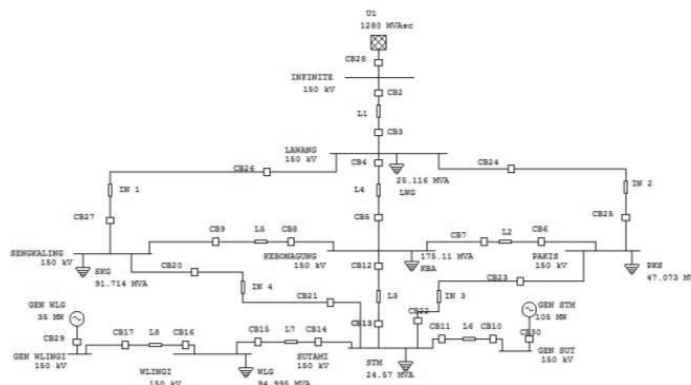 U1
1280 MVAsc
CB28
INFINITE
150 kV
CB2
L1
CB3
LAWANG
150 kV
CB4
CB26
CB24
25.116 MVA
LNG
IN 1
L4
IN 2
CB27
CB5
CB25
CB9
L5
CB8
CB7
L2
CB6
SENGKALING
150 kV
KEBONAGUNG
150 kV
175.11 MVA
KBA
PAKIS
150 kV
PKS
47.073 MVA
SKG
91.714 MVA
CB20
CB12
CB23
IN 4
L3
IN 3
CB21
CB22
GEN WLG
35 MW
GEN STM
105 MW
CB29
CB17
L8
CB16
CB15
L7
CB14
CB13
CB11
L6
CB10
CB30
GEN WLINGI
150 kV
WLINGI
150 kV
WLG
94.995 MVA
SUTAMI
150 kV
STM
24.57 MVA
GEN SUT
150 kV